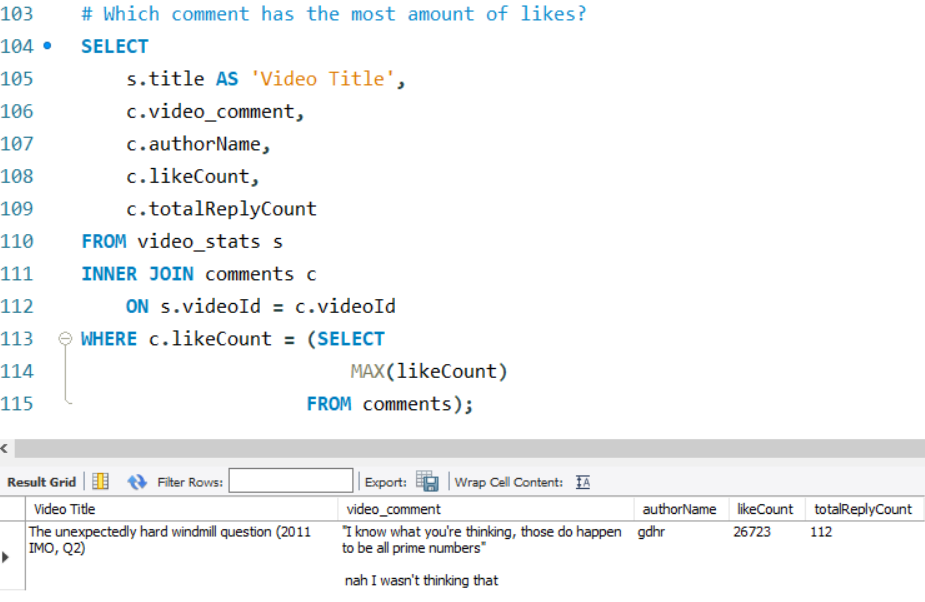 103 # Which comment has the most amount of likes?
104 SELECT
105 s.title AS 'Video Title',
106 c.video_comment,
107 c.authorName,
108 c.likeCount,
109 c.totalReplyCount
110 FROM video_stats s
111 INNER JOIN comments c
112 ON s.videoId = c.videoId
113 WHERE c.likeCount = (SELECT
114 MAX(likeCount)
115 FROM comments);
Result Grid Filter Rows: Export: Wrap Cell Content: IA
Video Title video_comment authorName likeCount totalReplyCount
The unexpectedly hard windmill question (2011 "I know what you're thinking, those do happen gdhr 26723 112
IMO, Q2) to be all prime numbers"
nah I wasn't thinking that